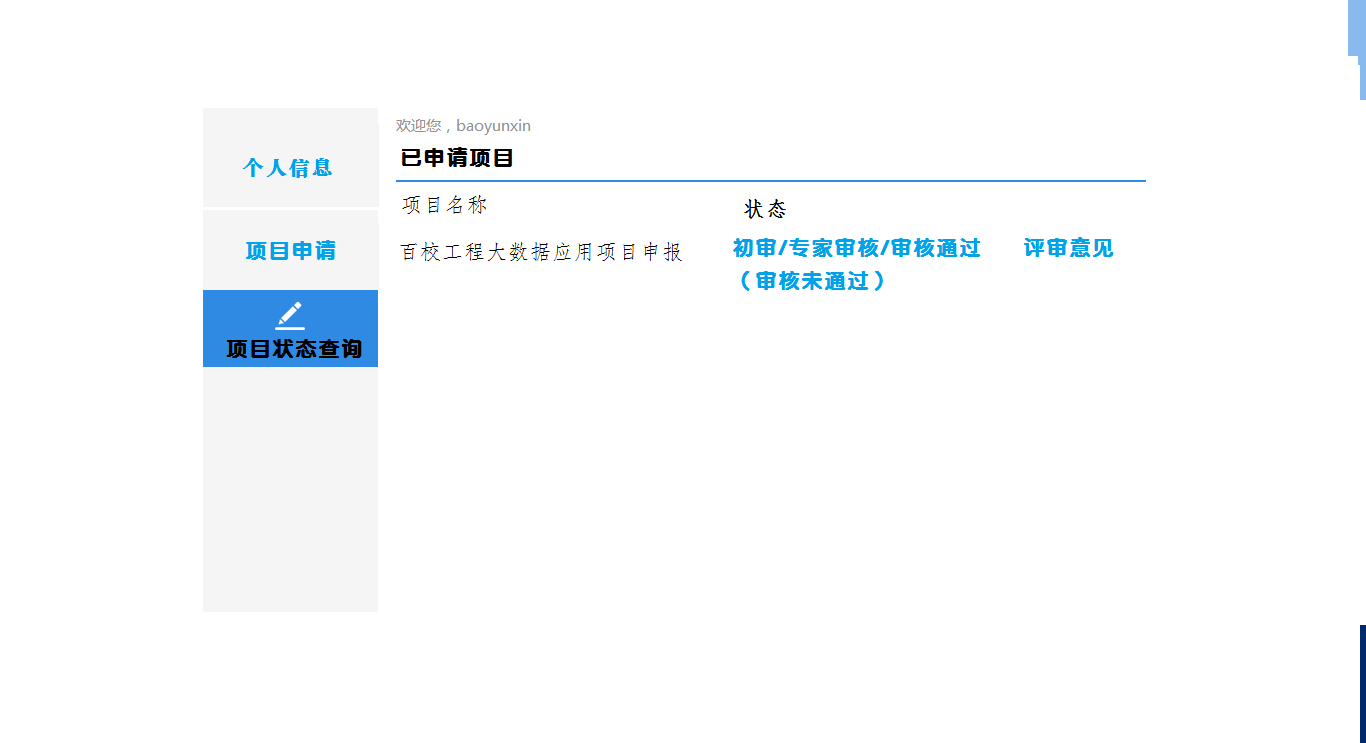 个人信息
项目申请
项目状态查询
欢迎您，baoyunxin
已申请项目
项目名称 状态
百校工程大数据应用项目申报 初审/专家审核/审核通过 评审意见
（审核未通过）